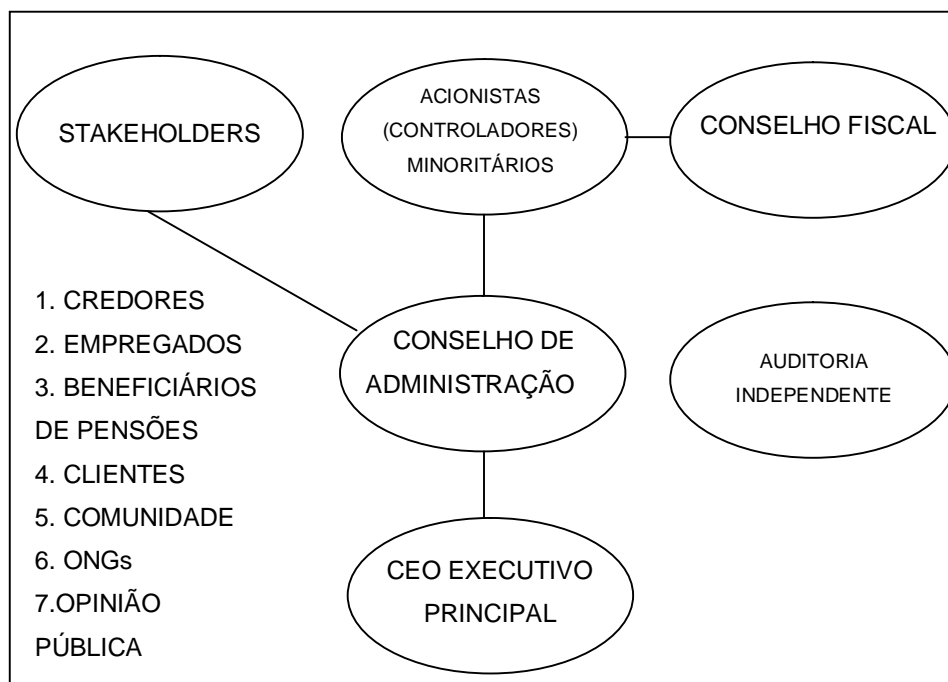 STAKEHOLDERS
ACIONISTAS
(CONTROLADORES)
MINORITÁRIOS
CONSELHO FISCAL
1. CREDORES
2. EMPREGADOS
3. BENEFICIÁRIOS
DE PENSÕES
4. CLIENTES
5. COMUNIDADE
6. ONGs
7.OPINIÃO
PÚBLICA
CONSELHO DE
ADMINISTRAÇÃO
AUDITORIA
INDEPENDENTE
CEO EXECUTIVO
PRINCIPAL